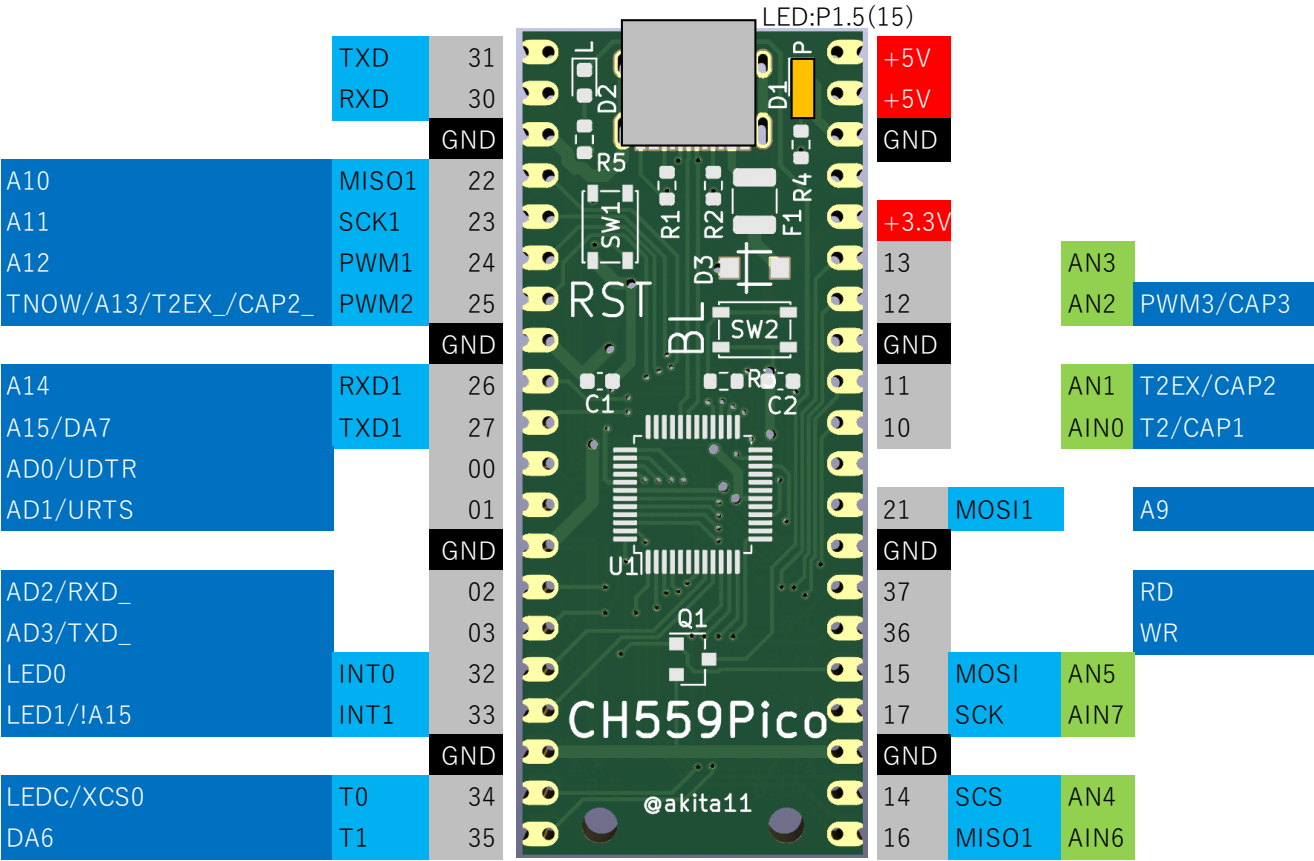 LED:P1.5(15)
TXD 31 L P +5V
RXD 30 D2 D1 +5V
GND GND
R5
A10 MISO1 22 R4
A11 SCK1 23 SW1 R1 R2 F1 +3.3V
A12 PWM1 24 D3 13 AN3
TNOW/A13/T2EX_/CAP2_ PWM2 25 RST 12 AN2 PWM3/CAP3
GND BL SW2 GND
A14 RXD1 26 R3 11 AN1 T2EX/CAP2
C1 C2
A15/DA7 TXD1 27 10 AIN0 T2/CAP1
AD0/UDTR 00
AD1/URTS 01 21 MOSI1 A9
GND U1 GND
AD2/RXD_ 02 37 RD
AD3/TXD_ 03 Q1 36 WR
LED0 INT0 32 15 MOSI AN5
LED1/!A15 INT1 33 CH559Pico 17 SCK AIN7
GND GND
LEDC/XCS0 T0 34 @akita11 14 SCS AN4
DA6 T1 35 16 MISO1 AIN6